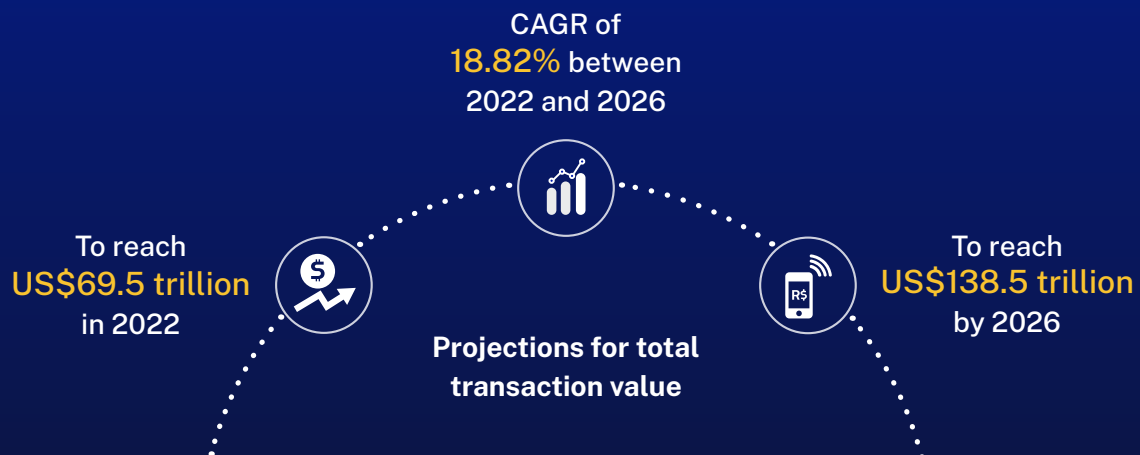 CAGR of
18.82% between
2022 and 2026
To reach
US$69.5 trillion
in 2022
$
R$
To reach
US$138.5 trillion
by 2026
Projections for total
transaction value